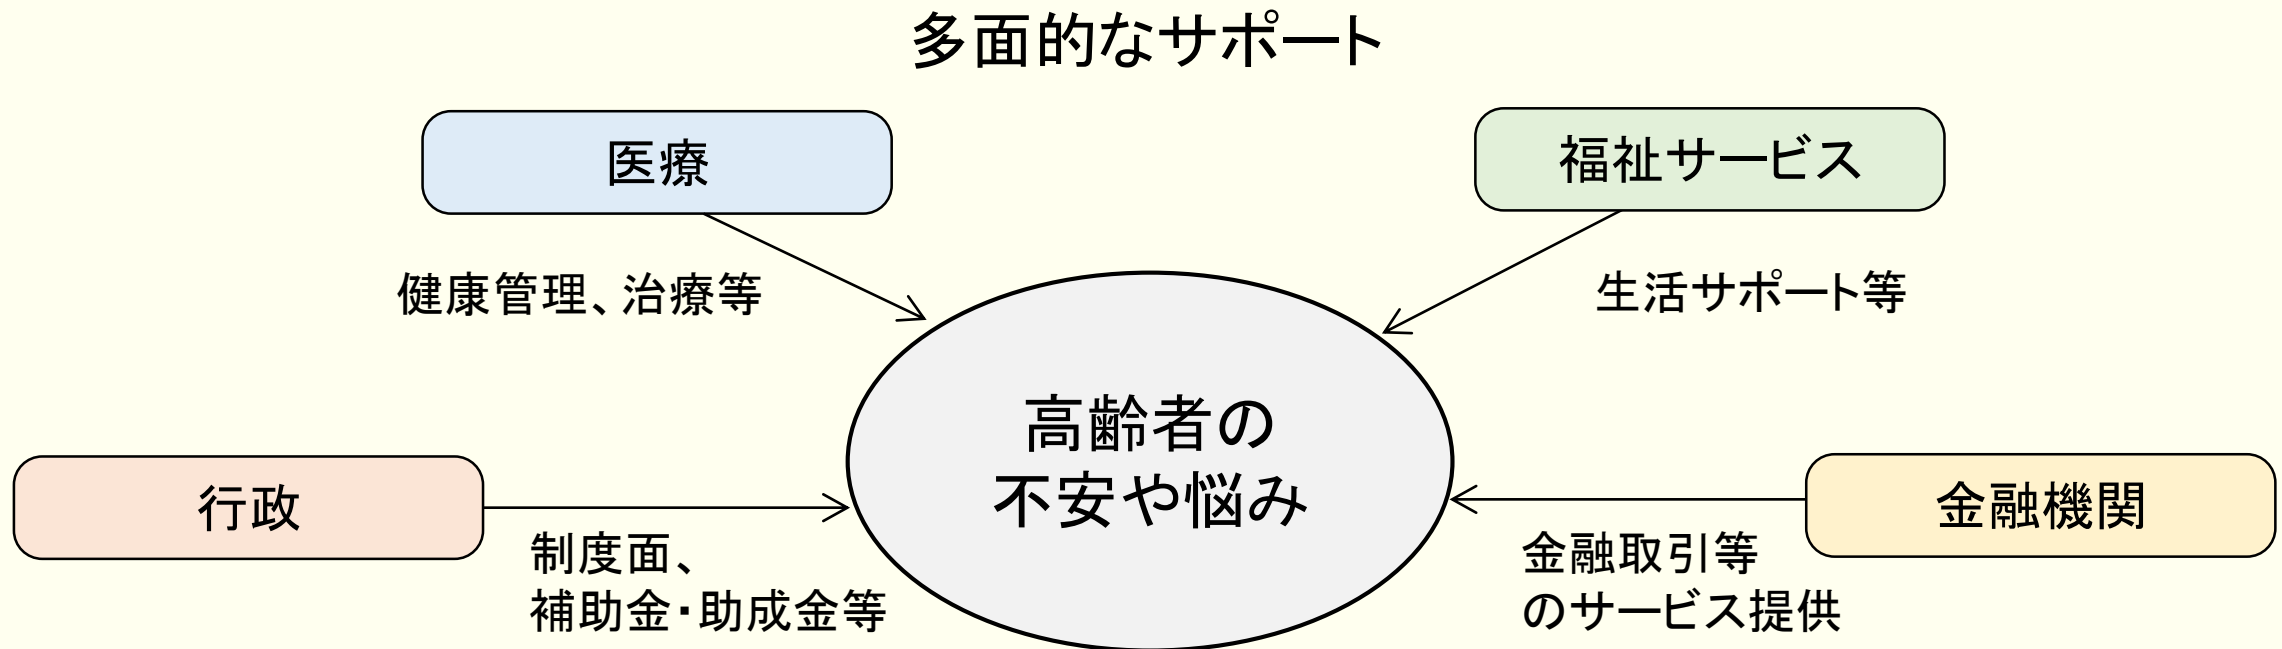 多面的なサポート
医療
福祉サービス
健康管理、治療等
生活サポート等
高齢者の
不安や悩み
行政
金融機関
制度面、
補助金・助成金等
金融取引等
のサービス提供